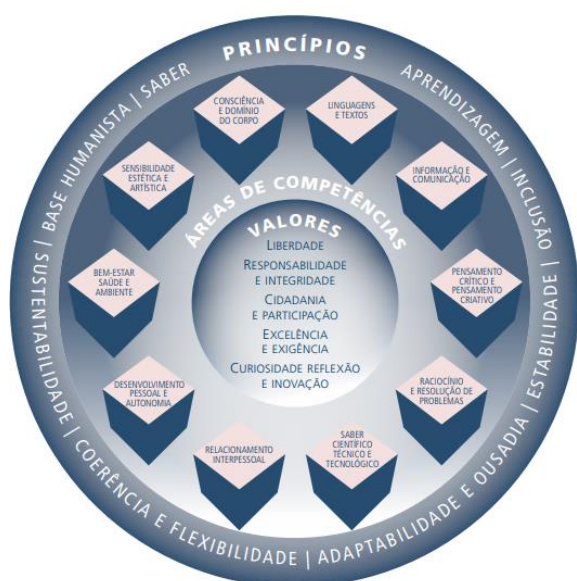 PRINCÍPIOS
BASE HUMANISTA | SABER
APRENDIZAGEM | INCLUSÃO
| ESTABILIDADE |
ADAPTABILIDADE E OUSADIA |
COERÊNCIA E FLEXIBILIDADE |
SUSTENTABILIDADE |
ÁREAS DE COMPETÊNCIAS
LINGUAGENS
E TEXTOS
INFORMAÇÃO E
COMUNICAÇÃO
PENSAMENTO
CRÍTICO E
PENSAMENTO
CRIATIVO
RACIOCÍNIO
E RESOLUÇÃO DE
PROBLEMAS
SABER
CIENTÍFICO
TÉCNICO E
TECNOLÓGICO
RELACIONAMENTO
INTERPESSOAL
DESENVOLVIMENTO
PESSOAL E
AUTONOMIA
BEM-ESTAR
SAÚDE E
AMBIENTE
SENSIBILIDADE
ESTÉTICA E
ARTÍSTICA
CONSCIÊNCIA
E DOMÍNIO
DO CORPO
VALORES
LIBERDADE
RESPONSABILIDADE
E INTEGRIDADE
CIDADANIA
E PARTICIPAÇÃO
EXCELÊNCIA
E EXIGÊNCIA
CURIOSIDADE REFLEXÃO
E INOVAÇÃO